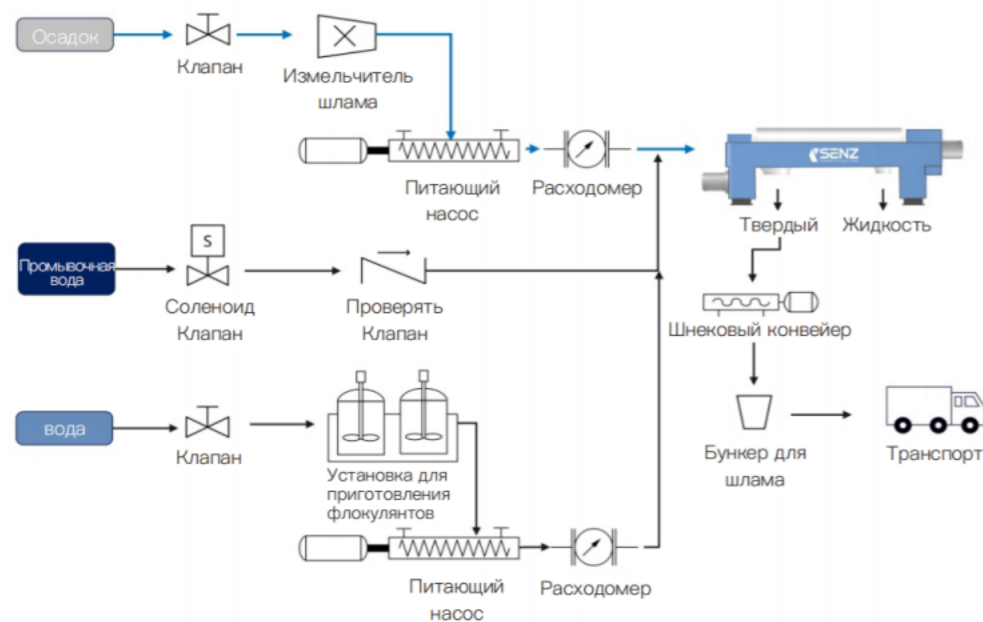 Осадок
Клапан
Измельчитель
шлама
Питающий
насос
Расходомер
SENZ
Твердый
Жидкость
Промывочная
вода
S
Соленоид
Клапан
Проверять
Клапан
Шнековый конвейер
вода
Клапан
Установка для
приготовления
флокулянтов
Бункер для
шлама
Транспорт
Питающий
насос
Расходомер